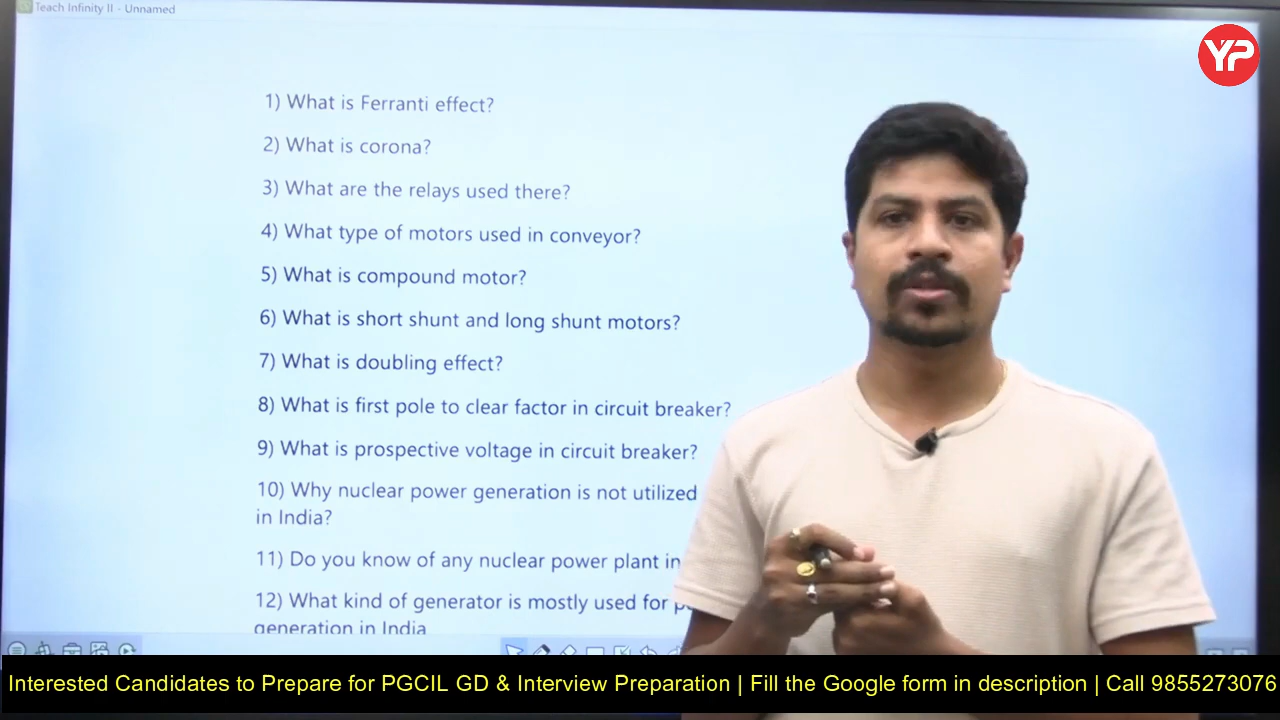 Teach Infinity II - Unnamed
YP
1) What is Ferranti effect?
2) What is corona?
3) What are the relays used there?
4) What type of motors used in conveyor?
5) What is compound motor?
6) What is short shunt and long shunt motors?
7) What is doubling effect?
8) What is first pole to clear factor in circuit breaker?
9) What is prospective voltage in circuit breaker?
10) Why nuclear power generation is not utilized
in India?
11) Do you know of any nuclear power plant in
12) What kind of generator is mostly used for
generation in India
Interested Candidates to Prepare for PGCIL GD & Interview Preparation | Fill the Google form in description | Call 9855273076